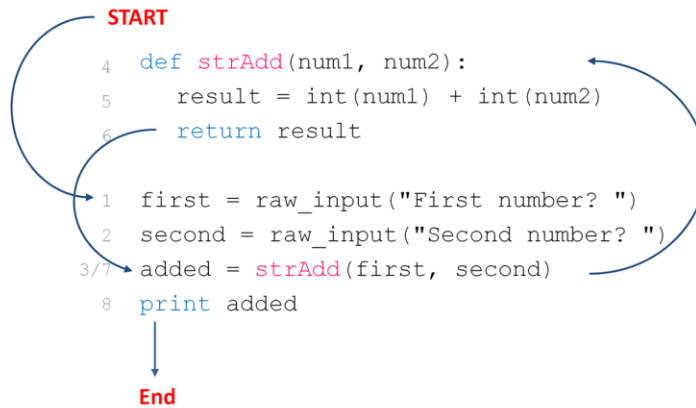 START
4 def strAdd(num1, num2):
5 result = int(num1) + int(num2)
6 return result
1 first = raw_input("First number? ")
2 second = raw_input("Second number? ")
3/7 added = strAdd(first, second)
8 print added
End